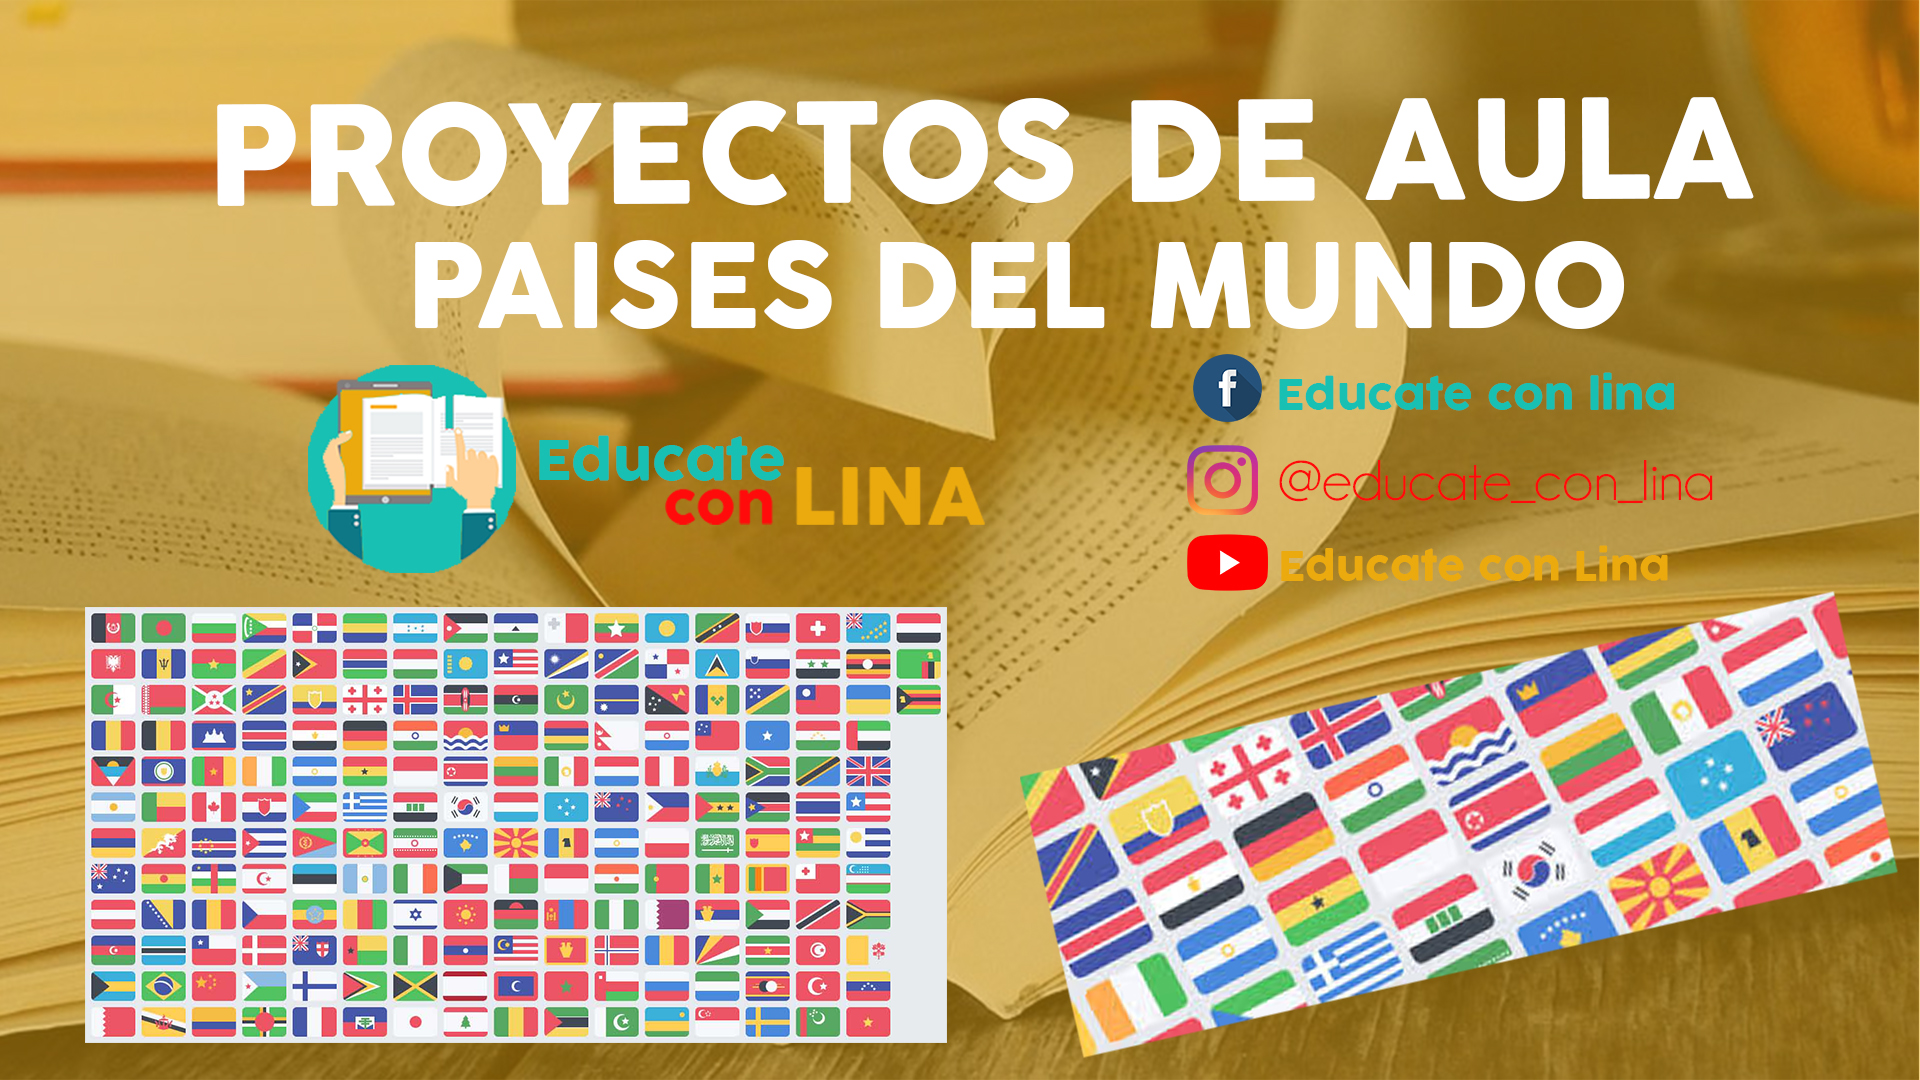 PROYECTOS DE AULA
PAISES DEL MUNDO
Educate
con LINA
Educate con lina
@educate_con_lina
Educate con Lina